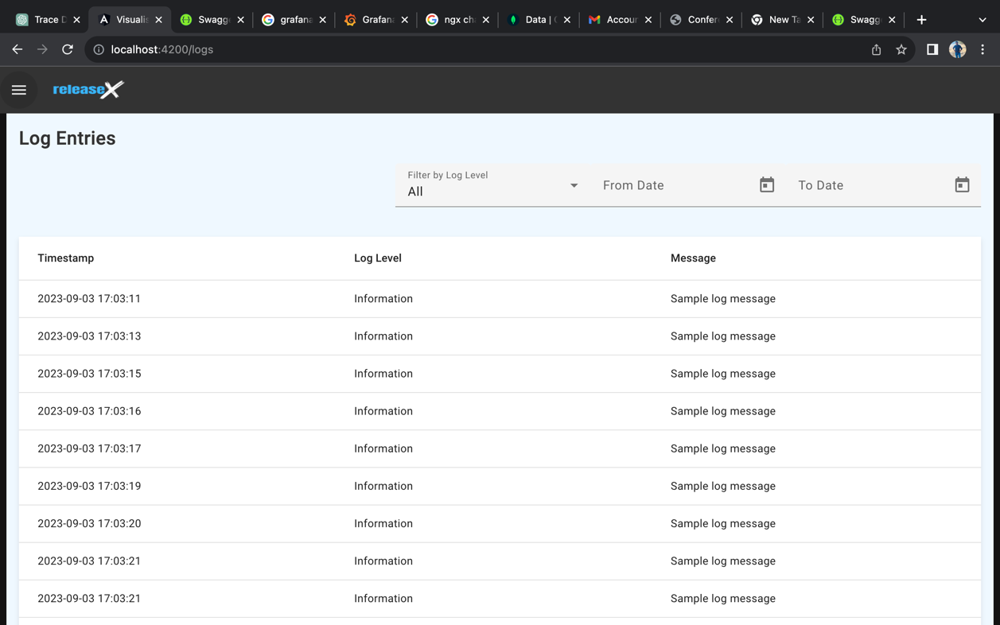 Trace D Visualis Swagge grafana Grafana ngx cha Data | C Accour Confere New Ta Swagge
localhost:4200/logs
releaseX
Log Entries
Filter by Log Level
All From Date To Date
Timestamp Log Level Message
2023-09-03 17:03:11 Information Sample log message
2023-09-03 17:03:13 Information Sample log message
2023-09-03 17:03:15 Information Sample log message
2023-09-03 17:03:16 Information Sample log message
2023-09-03 17:03:17 Information Sample log message
2023-09-03 17:03:19 Information Sample log message
2023-09-03 17:03:20 Information Sample log message
2023-09-03 17:03:21 Information Sample log message
2023-09-03 17:03:21 Information Sample log message